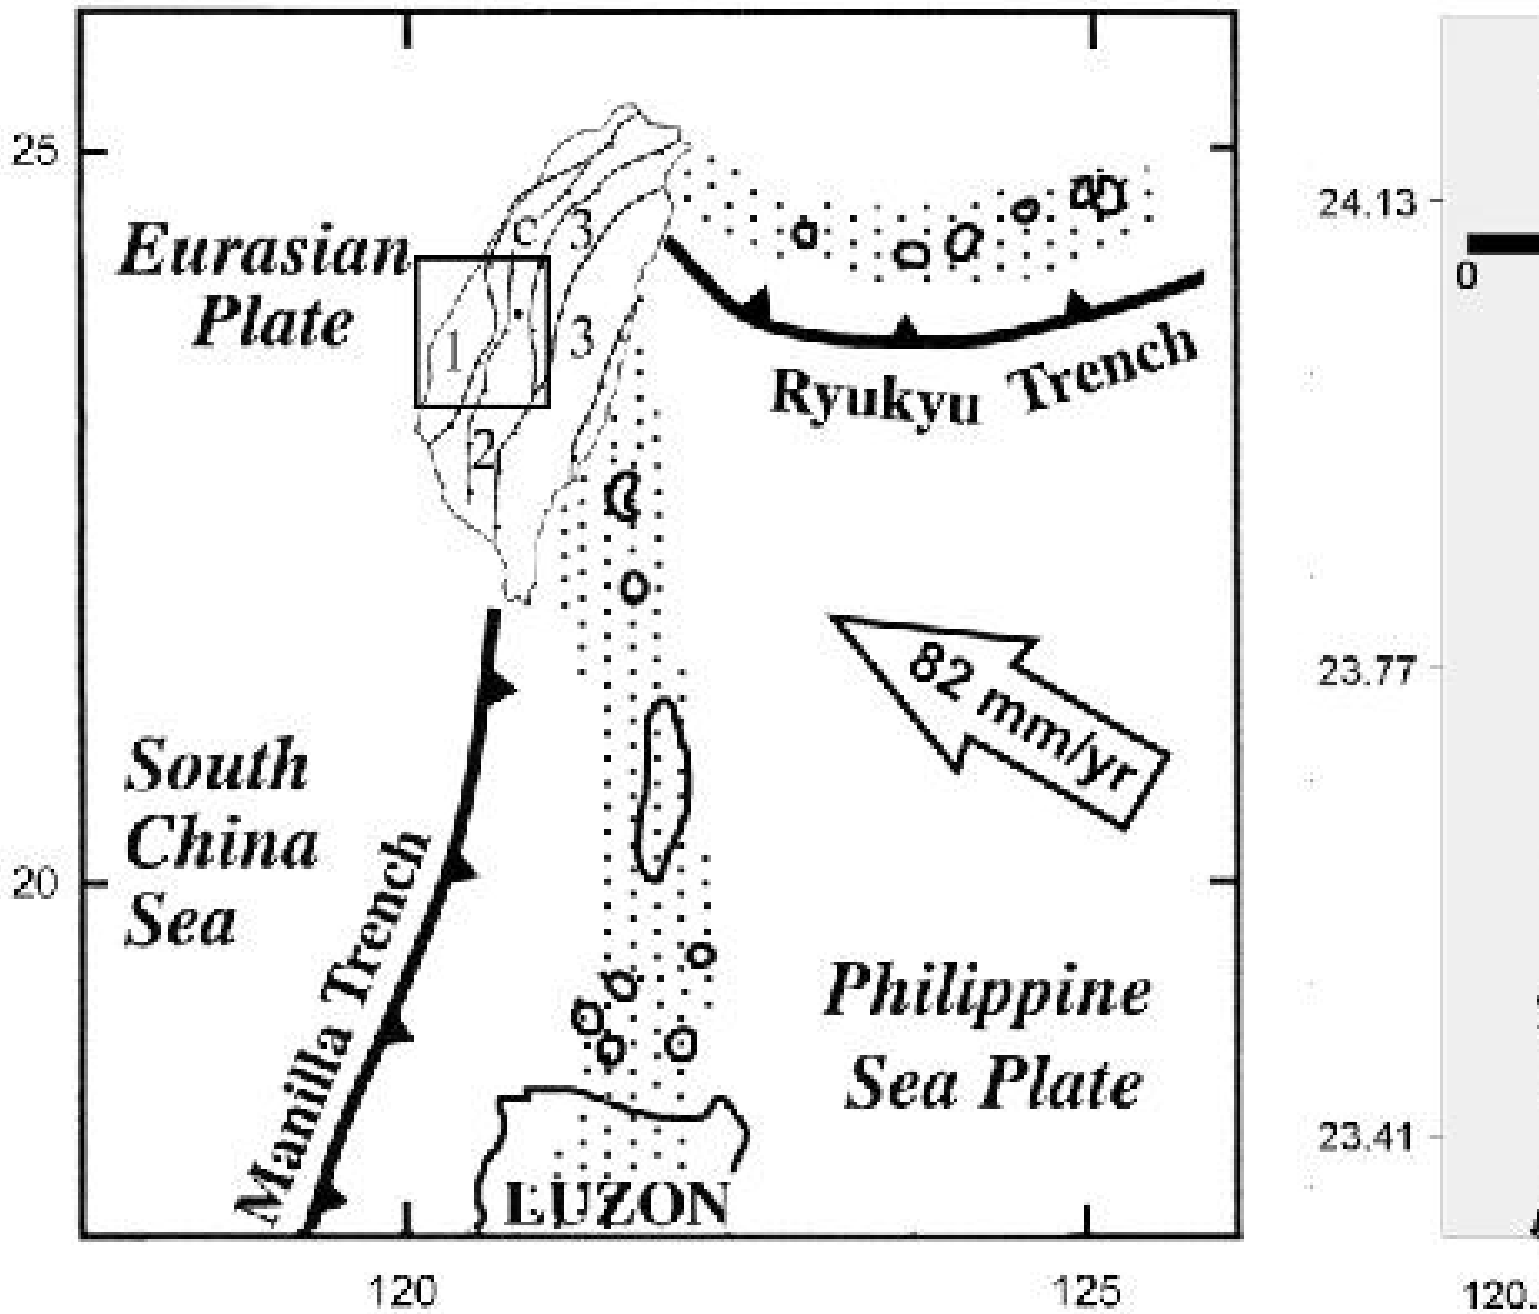 25
Eurasian
Plate
C
3
1
3
2
Ryukyu Trench
82 mm/yr
South
China
Sea
20
Manilla Trench
Philippine
Sea Plate
LUZON
120
125
24.13
0
23.77
23.41
120.